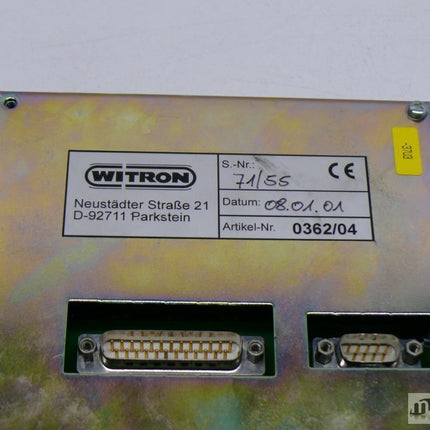 WITRON
Neustädter Straße 21
D-92711 Parkstein
S.-Nr.: 71/55
CE
Datum: 08.01.01
Artikel-Nr. 0362/04